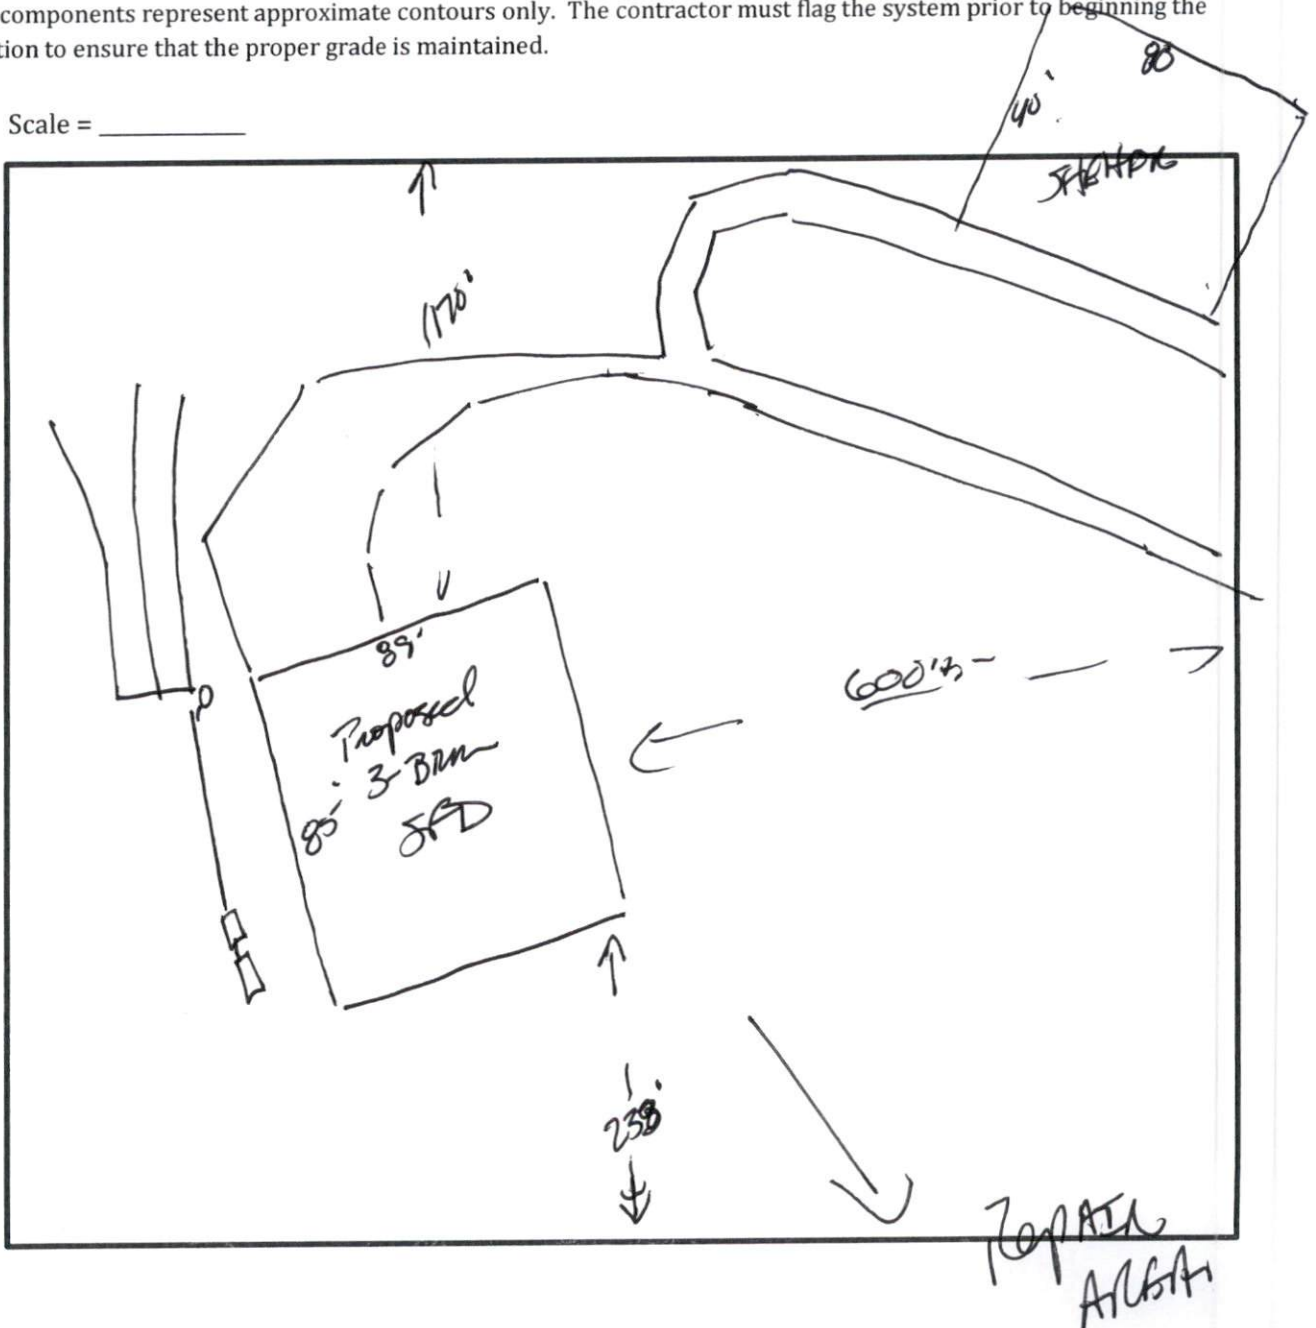 components represent approximate contours only. The contractor must flag the system prior to beginning the
tion to ensure that the proper grade is maintained.
Scale = __________
40'
80
170'
89'
Proposed
3-BRM
SFD
85'
600'
238'
Repair
Area